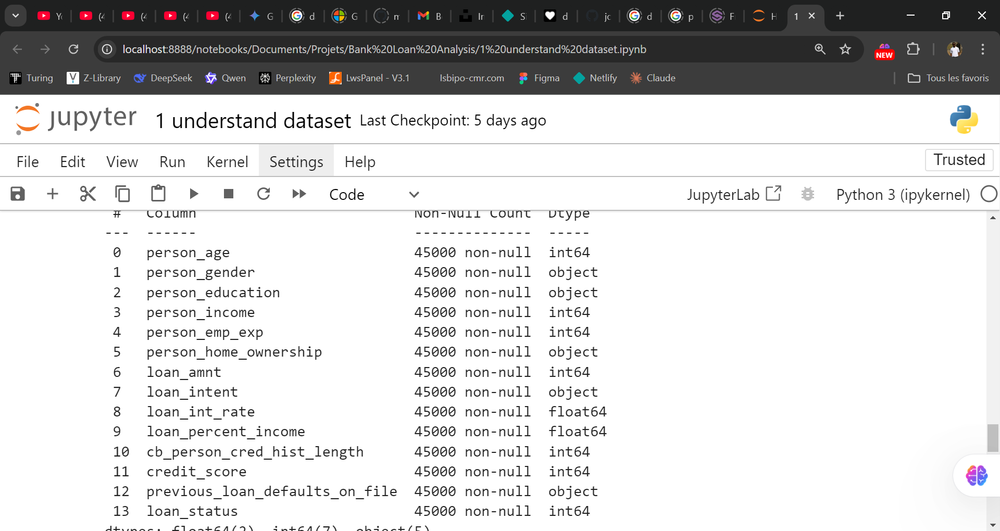 Y
(4
(4
(4
(4
G
d
G
m
B
In
Si
d
jc
d
p
F
H
1
localhost:8888/notebooks/Documents/Projets/Bank%20Loan%20Analysis/1%20understand%20dataset.ipynb
NEW
Turing
Z-Library
DeepSeek
Qwen
Perplexity
LwsPanel - V3.1
Isbipo-cmr.com
Figma
Netlify
Claude
Tous les favoris
jupyter 1 understand dataset Last Checkpoint: 5 days ago
File Edit View Run Kernel Settings Help Trusted
Code JupyterLab Python 3 (ipykernel)
# Column Non-Null Count Dtype
--- ------ -------------- -----
0 person_age 45000 non-null int64
1 person_gender 45000 non-null object
2 person_education 45000 non-null object
3 person_income 45000 non-null int64
4 person_emp_exp 45000 non-null int64
5 person_home_ownership 45000 non-null object
6 loan_amnt 45000 non-null int64
7 loan_intent 45000 non-null object
8 loan_int_rate 45000 non-null float64
9 loan_percent_income 45000 non-null float64
10 cb_person_cred_hist_length 45000 non-null int64
11 credit_score 45000 non-null int64
12 previous_loan_defaults_on_file 45000 non-null object
13 loan_status 45000 non-null int64
dtypes: float64(2), int64(7), object(5)